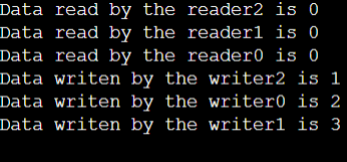 Data read by the reader2 is 0
Data read by the reader1 is 0
Data read by the reader0 is 0
Data writen by the writer2 is 1
Data writen by the writer0 is 2
Data writen by the writer1 is 3